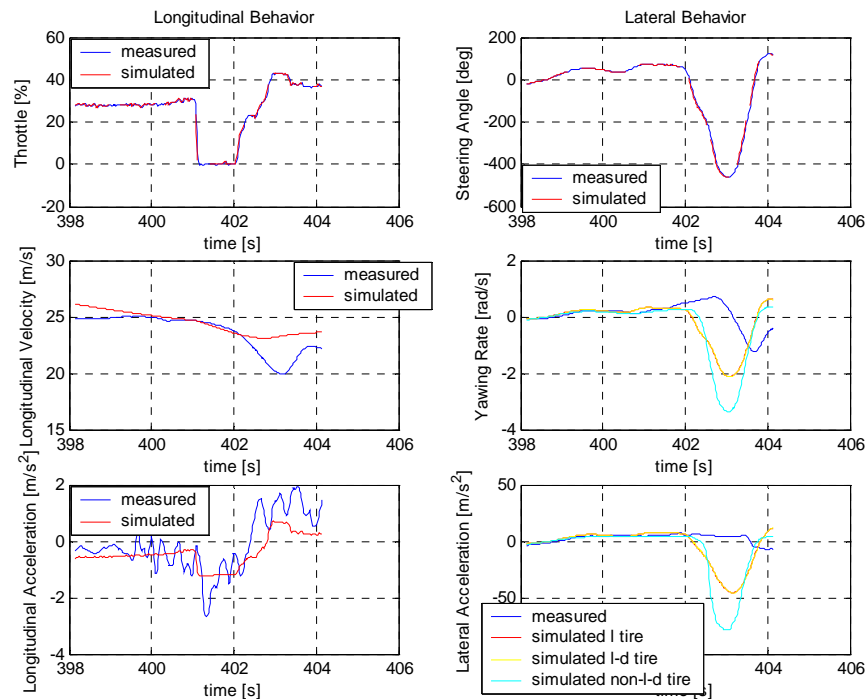 Longitudinal Behavior
Throttle [%]
60
40
20
0
-20
measured
simulated
398 400 402 404 406
time [s]
Lateral Behavior
Steering Angle [deg]
200
0
-200
-400
-600
measured
simulated
398 400 402 404 406
time [s]
Longitudinal Velocity [m/s]
30
25
20
15
measured
simulated
398 400 402 404 406
time [s]
Yawing Rate [rad/s]
2
0
-2
-4
398 400 402 404 406
time [s]
Longitudinal Acceleration [m/s²]
2
0
-2
-4
measured
simulated
398 400 402 404 406
time [s]
Lateral Acceleration [m/s²]
50
0
-50
measured
simulated l tire
simulated l-d tire
simulated non-l-d tire
404 406
time [s]